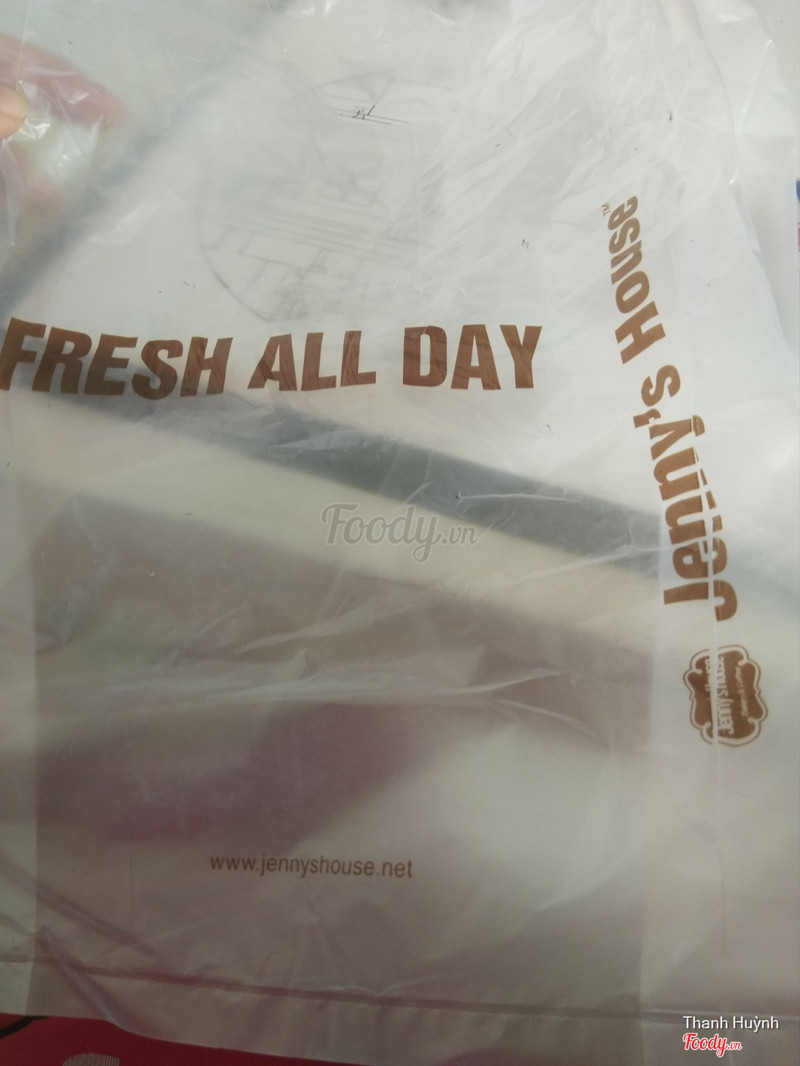 FRESH ALL DAY
Jenny's House™
www.jennyshouse.net
Foody.vn
Thanh Huỳnh
Foody.vn